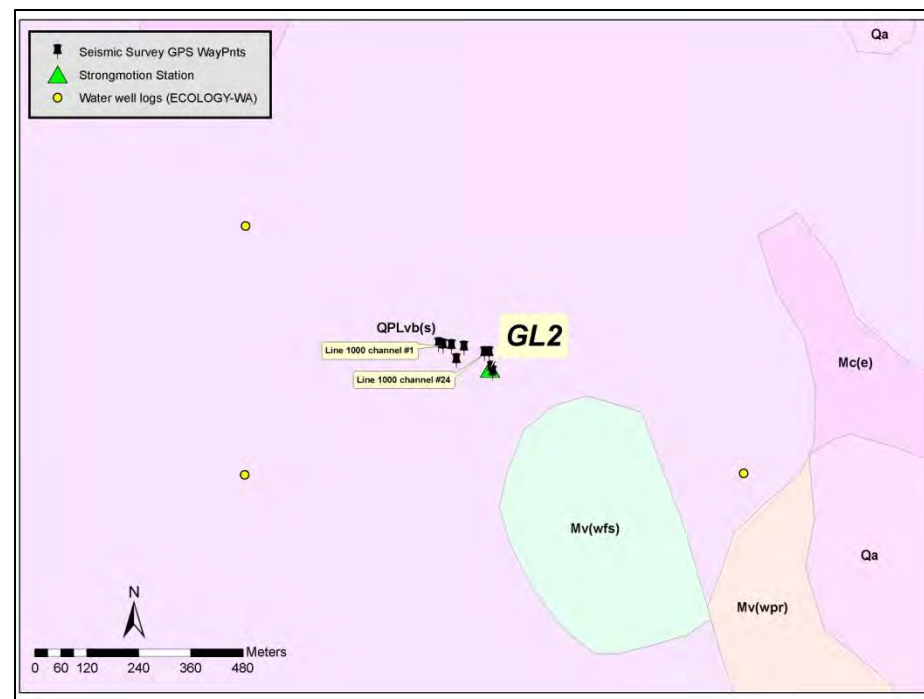 Seismic Survey GPS WayPnts
Strongmotion Station
Water well logs (ECOLOGY-WA)
Qa
QPLvb(s)
GL2
Line 1000 channel #1
Line 1000 channel #24
Mc(e)
Mv(wfs)
Qa
Mv(wpr)
N
Meters
0 60 120 240 360 480